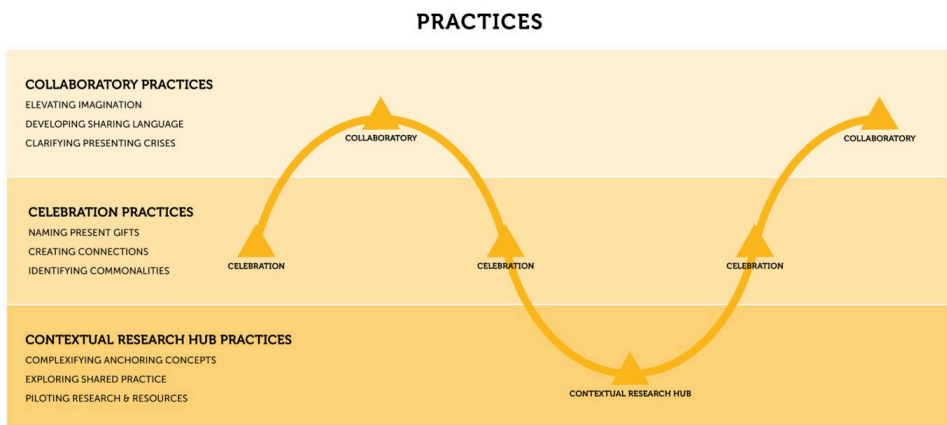 PRACTICES
COLLABORATORY PRACTICES
ELEVATING IMAGINATION
DEVELOPING SHARING LANGUAGE
CLARIFYING PRESENTING CRISES
COLLABORATORY
COLLABORATORY
CELEBRATION PRACTICES
NAMING PRESENT GIFTS
CREATING CONNECTIONS
IDENTIFYING COMMONALITIES
CELEBRATION
CELEBRATION
CELEBRATION
CONTEXTUAL RESEARCH HUB PRACTICES
COMPLEXIFYING ANCHORING CONCEPTS
EXPLORING SHARED PRACTICE
PILOTING RESEARCH & RESOURCES
CONTEXTUAL RESEARCH HUB